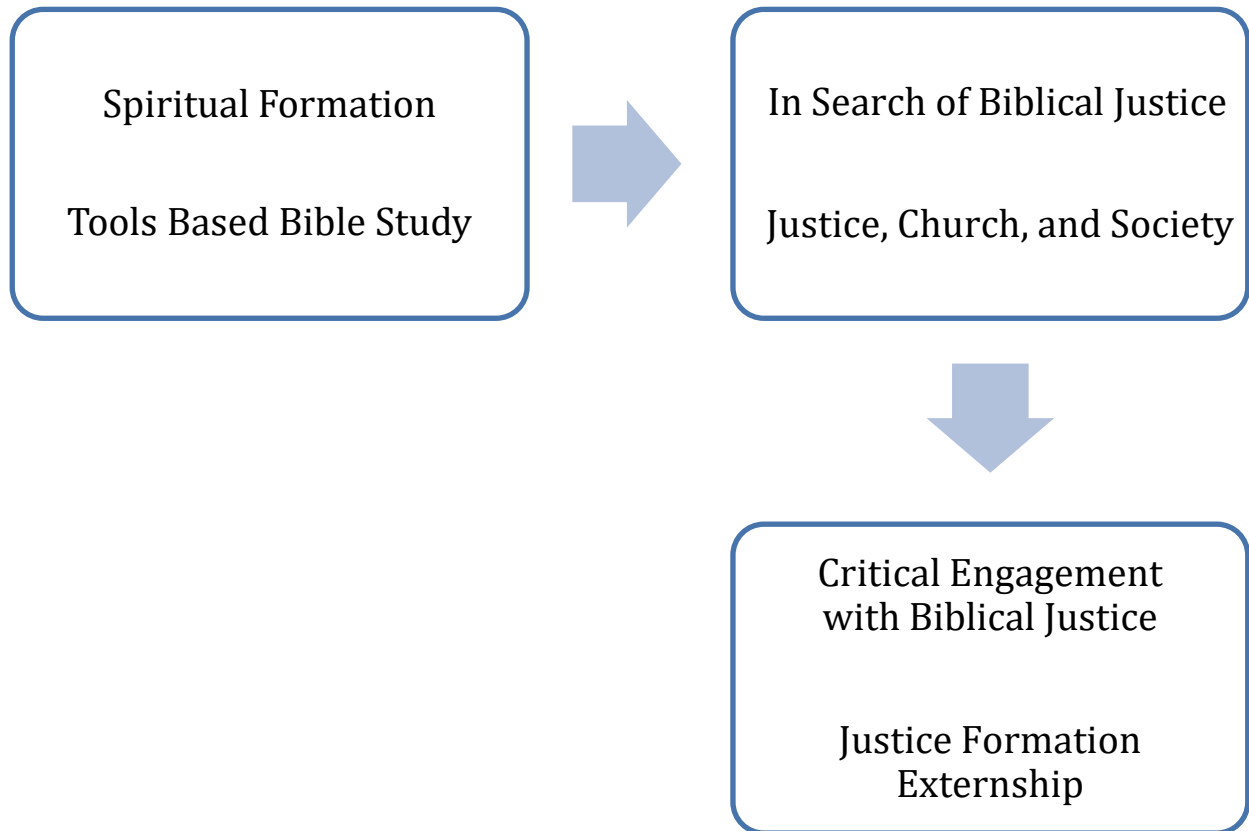 Spiritual Formation
Tools Based Bible Study
In Search of Biblical Justice
Justice, Church, and Society
Critical Engagement
with Biblical Justice
Justice Formation
Externship